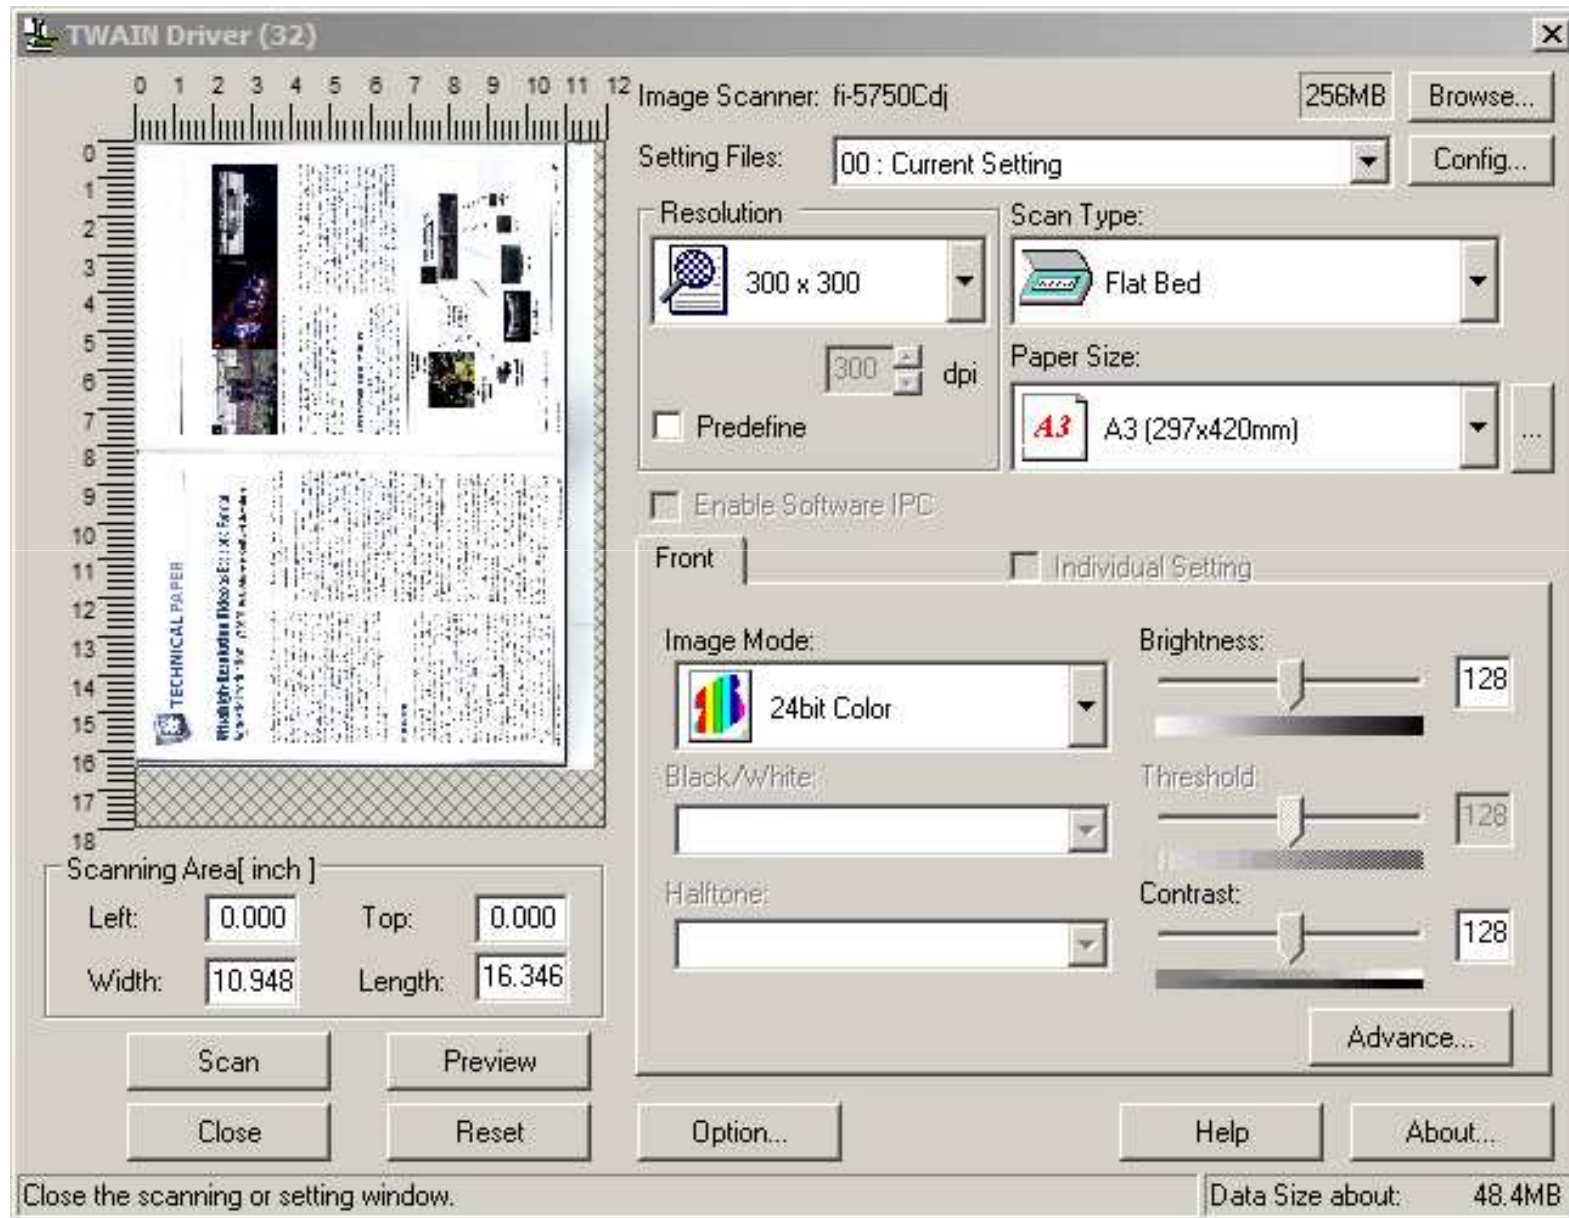 TWAIN Driver (32)
0 1 2 3 4 5 6 7 8 9 10 11 12
Image Scanner: fi-5750Cdj
256MB
Browse...
Setting Files:
00 : Current Setting
Config...
Resolution
300 x 300
300
dpi
Predefine
Scan Type:
Flat Bed
Paper Size:
A3
A3 (297x420mm)
...
Enable Software IPC
Front
Individual Setting
Image Mode:
24bit Color
Black/White:
Halftone:
Brightness:
128
Threshold:
128
Contrast:
128
Advance...
0
1
2
3
4
5
6
7
8
9
10
11
12
13
14
15
16
17
18
TECHNICAL PAPER
Scanning Area[ inch ]
Left:
0.000
Top:
0.000
Width:
10.948
Length:
16.346
Scan
Preview
Close
Reset
Option...
Help
About...
Close the scanning or setting window.
Data Size about:
48.4MB